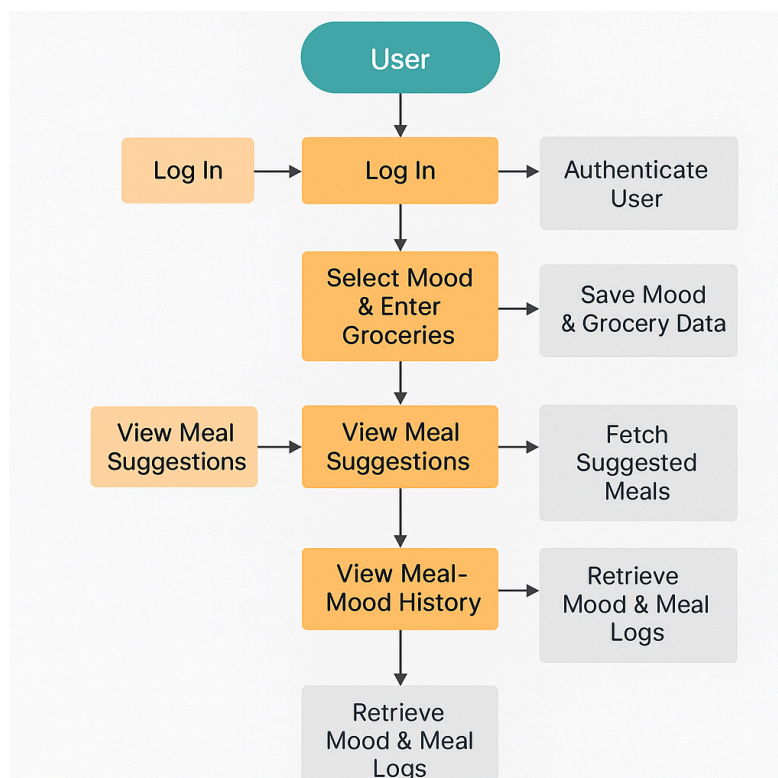 User
Log In
Log In
Authenticate
User
Select Mood
& Enter
Groceries
Save Mood
& Grocery Data
View Meal
Suggestions
View Meal
Suggestions
Fetch
Suggested
Meals
View Meal-
Mood History
Retrieve
Mood & Meal
Logs
Retrieve
Mood & Meal
Logs